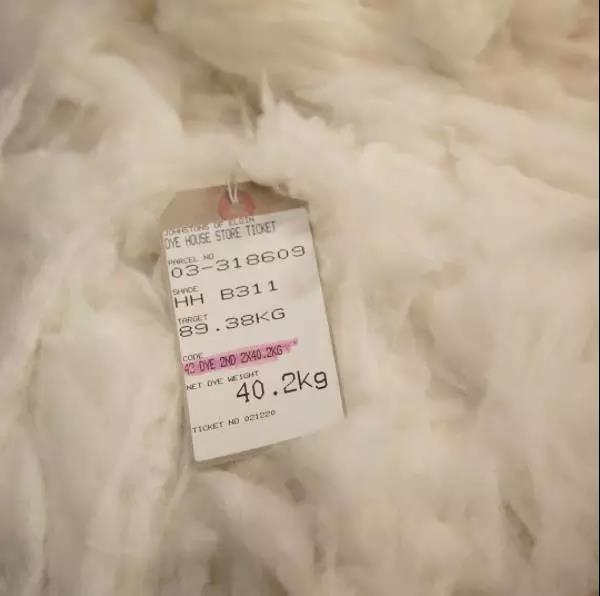 JOHNSTONS OF ELGIN
DYE HOUSE STORE TICKET
PARCEL NO
03-318609
SHADE
HH B311
TARGET
89.38KG
CODE
42 DYE 2ND 2X40.2KG
NET DYE WEIGHT
40.2Kg
TICKET NO 021220